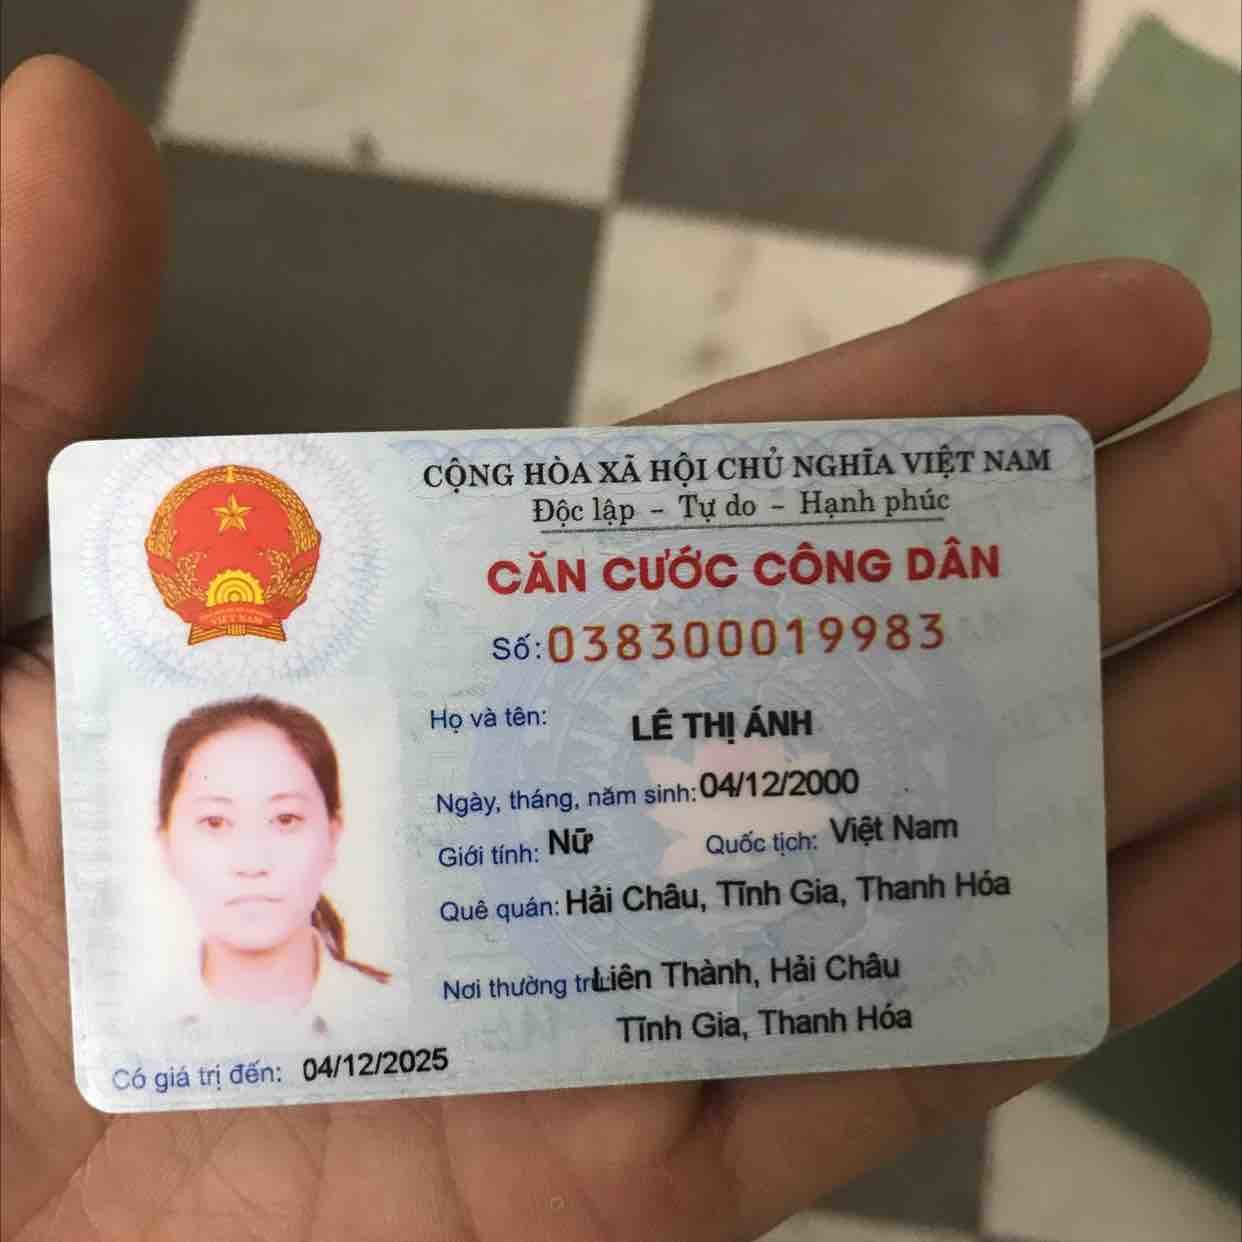 CỘNG HÒA XÃ HỘI CHỦ NGHĨA VIỆT NAM
Độc lập - Tự do - Hạnh phúc
CĂN CƯỚC CÔNG DÂN
Số: 038300019983
Họ và tên: LÊ THỊ ÁNH
Ngày, tháng, năm sinh: 04/12/2000
Giới tính: Nữ Quốc tịch: Việt Nam
Quê quán: Hải Châu, Tĩnh Gia, Thanh Hóa
Nơi thường trú: Liên Thành, Hải Châu
Tĩnh Gia, Thanh Hóa
Có giá trị đến: 04/12/2025
VIỆT NAM